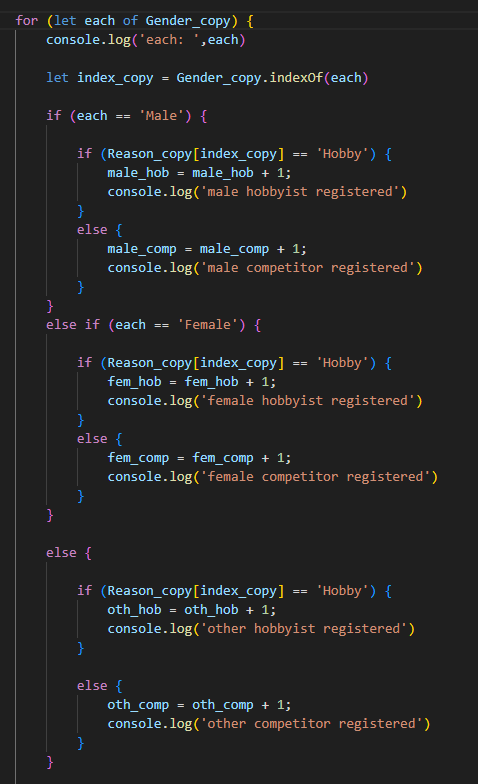 for (let each of Gender_copy) {
console.log('each: ',each)
let index_copy = Gender_copy.indexOf(each)
if (each == 'Male') {
if (Reason_copy[index_copy] == 'Hobby') {
male_hob = male_hob + 1;
console.log('male hobbyist registered')
}
else {
male_comp = male_comp + 1;
console.log('male competitor registered')
}
}
else if (each == 'Female') {
if (Reason_copy[index_copy] == 'Hobby') {
fem_hob = fem_hob + 1;
console.log('female hobbyist registered')
}
else {
fem_comp = fem_comp + 1;
console.log('female competitor registered')
}
}
else {
if (Reason_copy[index_copy] == 'Hobby') {
oth_hob = oth_hob + 1;
console.log('other hobbyist registered')
}
else {
oth_comp = oth_comp + 1;
console.log('other competitor registered')
}
}